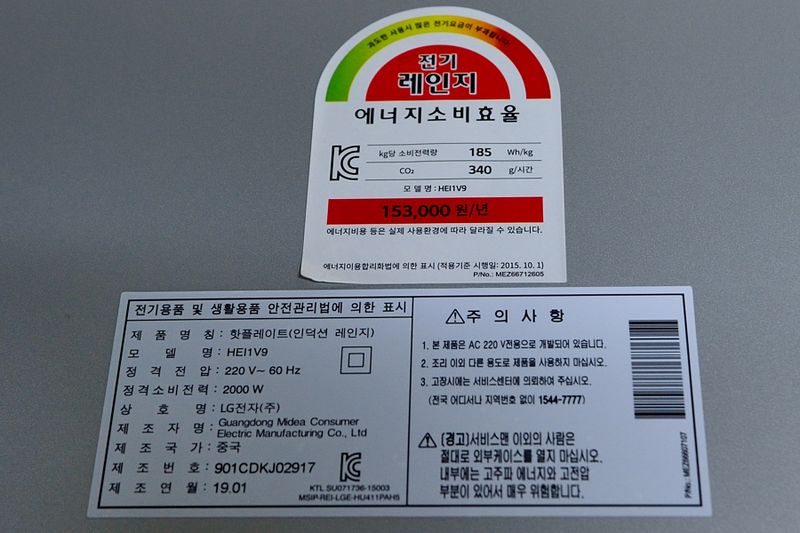 과도한 사용시 많은 전기요금이 부과됩니다.
전기
레인지
에너지소비효율
kg당 소비전력량 185 Wh/kg
CO₂ 340 g/시간
모델명 : HEI1V9
153,000 원/년
에너지비용 등은 실제 사용환경에 따라 달라질 수 있습니다.
에너지이용합리화법에 의한 표시 (적용기준 시행일: 2015. 10. 1)
P/No.: MEZ66712605
전기용품 및 생활용품 안전관리법에 의한 표시
제 품 명 칭 : 핫플레이트(인덕션 레인지)
모 델 명 : HEI1V9
정 격 전 압 : 220 V~ 60 Hz
정격소비전력 : 2000 W
상 호 명 : LG전자(주)
제 조 자 명 : Guangdong Midea Consumer
Electric Manufacturing Co., Ltd
제 조 국 가 : 중국
제 조 번 호 : 901CDKJ02917
제 조 연 월 : 19.01
KTL SU071736-15003
MSIP-REI-LGE-HU411PAH5
주 의 사 항
1. 본 제품은 AC 220 V전용으로 개발되어 있습니다.
2. 조리 이외 다른 용도로 제품을 사용하지 마십시오.
3. 고장시에는 서비스센터에 의뢰하여 주십시오.
(전국 어디서나 지역번호 없이 1544-7777)
(경고)서비스맨 이외의 사람은
절대로 외부케이스를 열지 마십시오.
내부에는 고주파 에너지와 고전압
부분이 있어서 매우 위험합니다.
P/No.: MEZ66607107